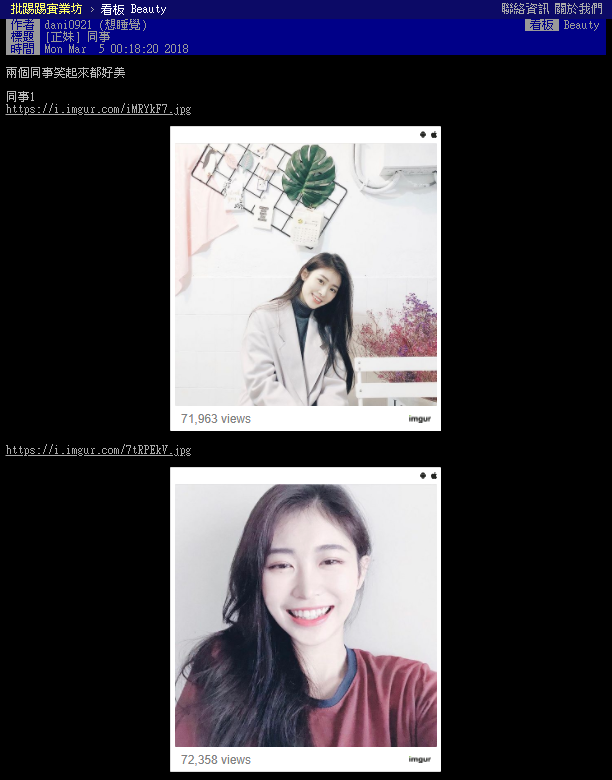 批踢踢實業坊 › 看板 Beauty 聯絡資訊 關於我們
作者 dani0921 (想睡覺) 看板 Beauty
標題 [正妹] 同事
時間 Mon Mar 5 00:18:20 2018
兩個同事笑起來都好美
同事1
https://i.imgur.com/iMRYkF7.jpg
71,963 views imgur
https://i.imgur.com/7tRPEkV.jpg
72,358 views imgur